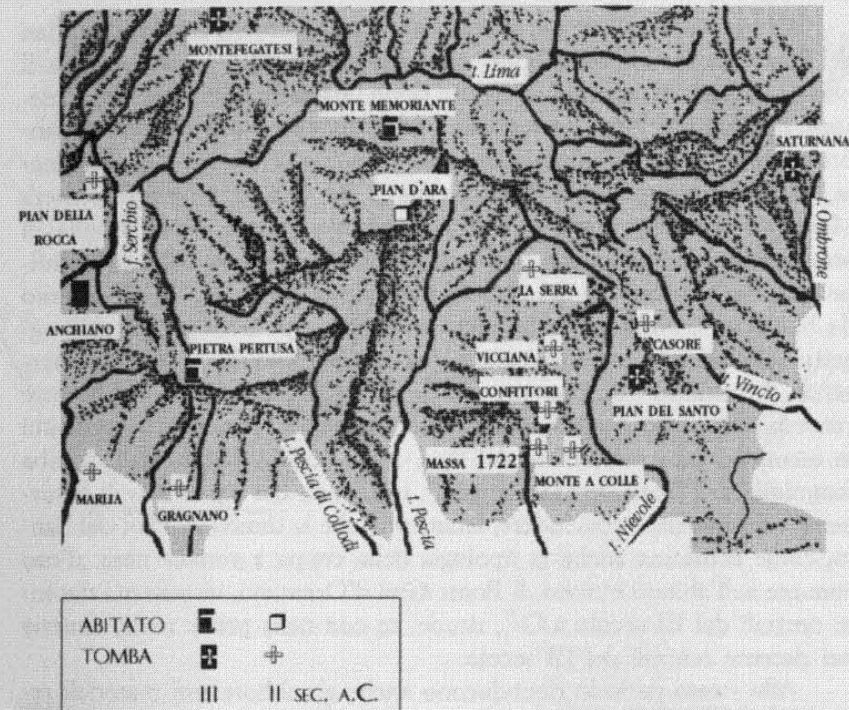 MONTEFEGATESI
t. Lima
MONTE MEMORIANTE
SATURNANA
PIAN D'ARA
PIAN DELLA
ROCCA
f. Serchio
t. Ombrone
LA SERRA
ANCHIANO
CASORE
PIETRA PERTUSA
VICCIANA
t. Vincio
CONFITTORI
PIAN DEL SANTO
MASSA 1722
MONTE A COLLE
MARLIA
GRAGNANO
t. Pescia di Collodi
t. Pescia
t. Nievole
ABITATO
TOMBA
III II SEC. A.C.